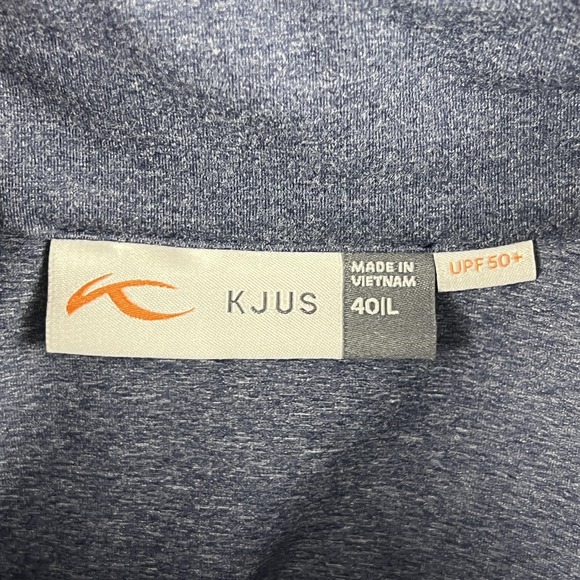 KJUS
MADE IN
VIETNAM
40|L
UPF 50+